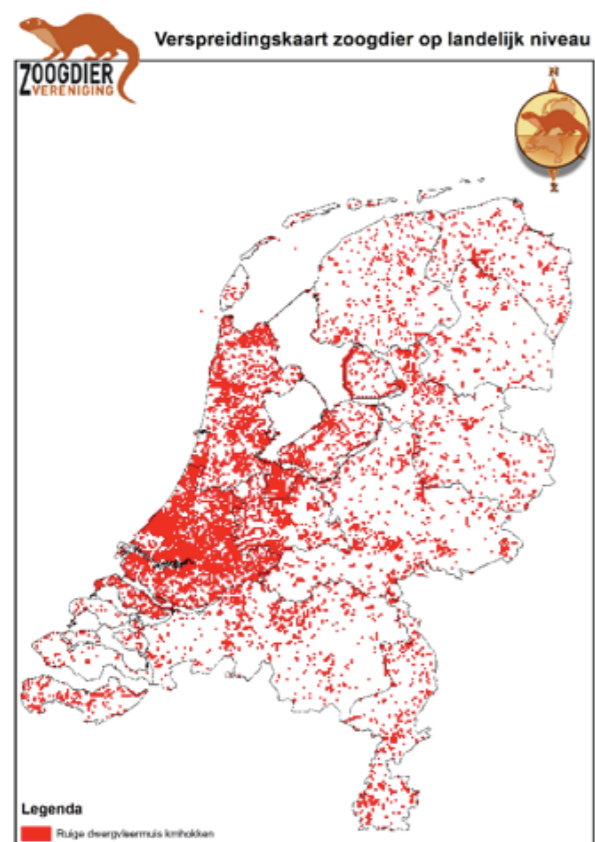 Verspreidingskaart zoogdier op landelijk niveau
ZOOGDIER
VERENIGING
N
Z
Legenda
Ruige dwergvleermuis kmhokken